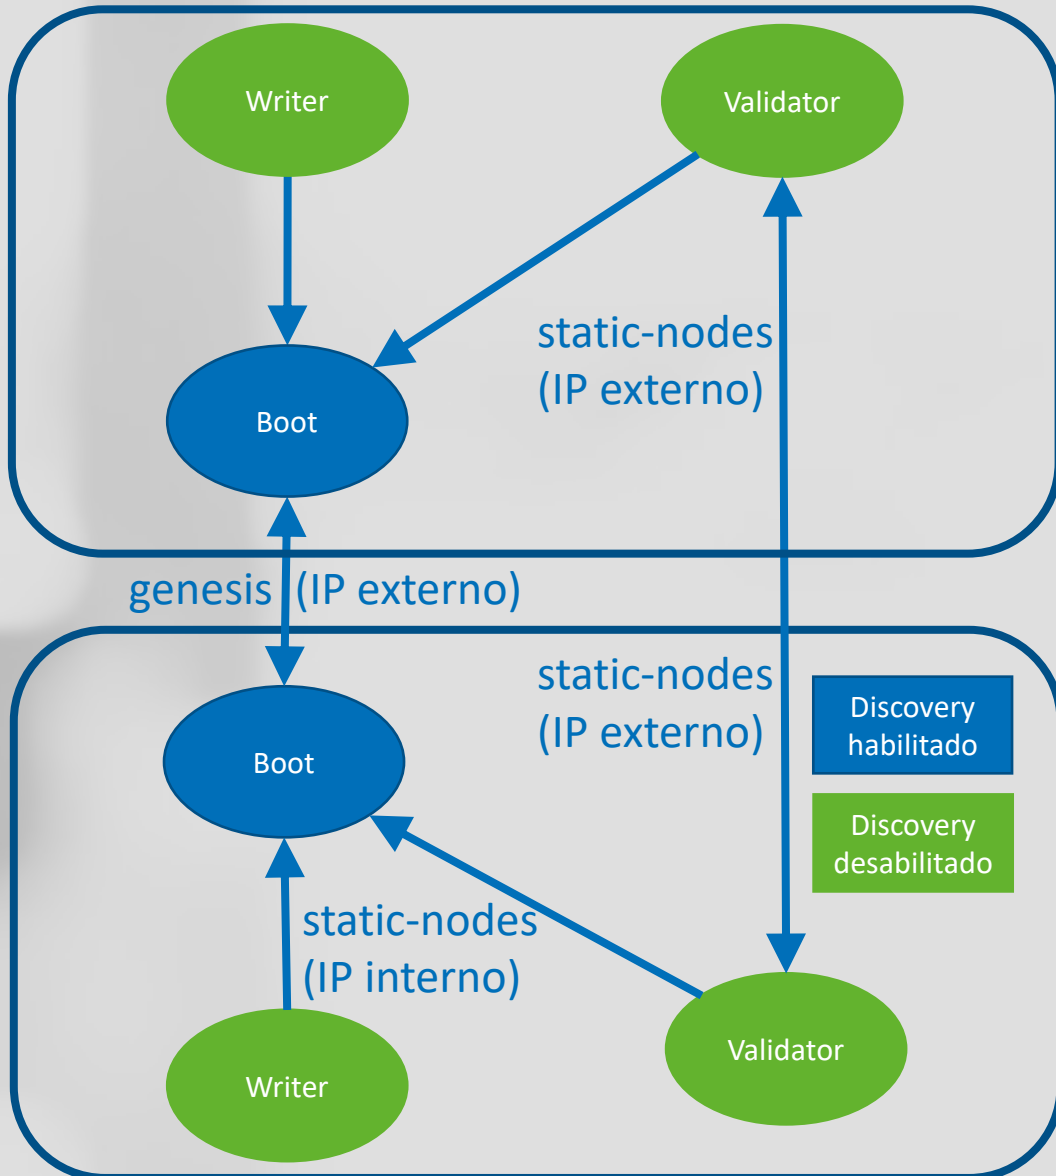 Writer
Validator
static-nodes
(IP externo)
Boot
genesis (IP externo)
static-nodes
(IP externo)
Discovery
habilitado
Boot
Discovery
desabilitado
static-nodes
(IP interno)
Validator
Writer